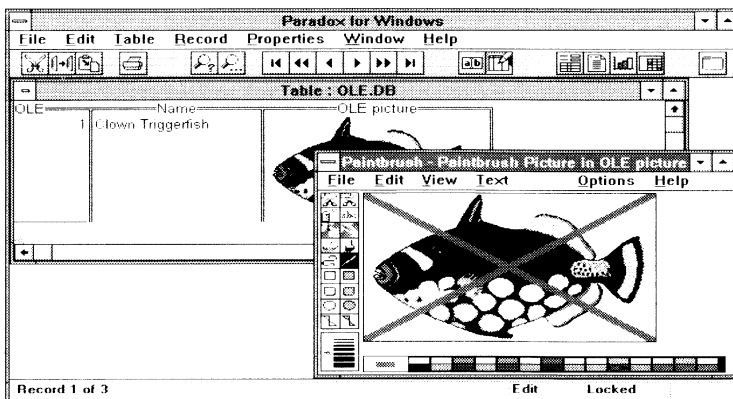 Paradox for Windows
File Edit Table Record Properties Window Help
Table : OLE.DB
OLE Name OLE picture
1 Clown Triggerfish
Paintbrush - Paintbrush Picture in OLE picture
File Edit View Text Options Help
Record 1 of 3 Edit Locked